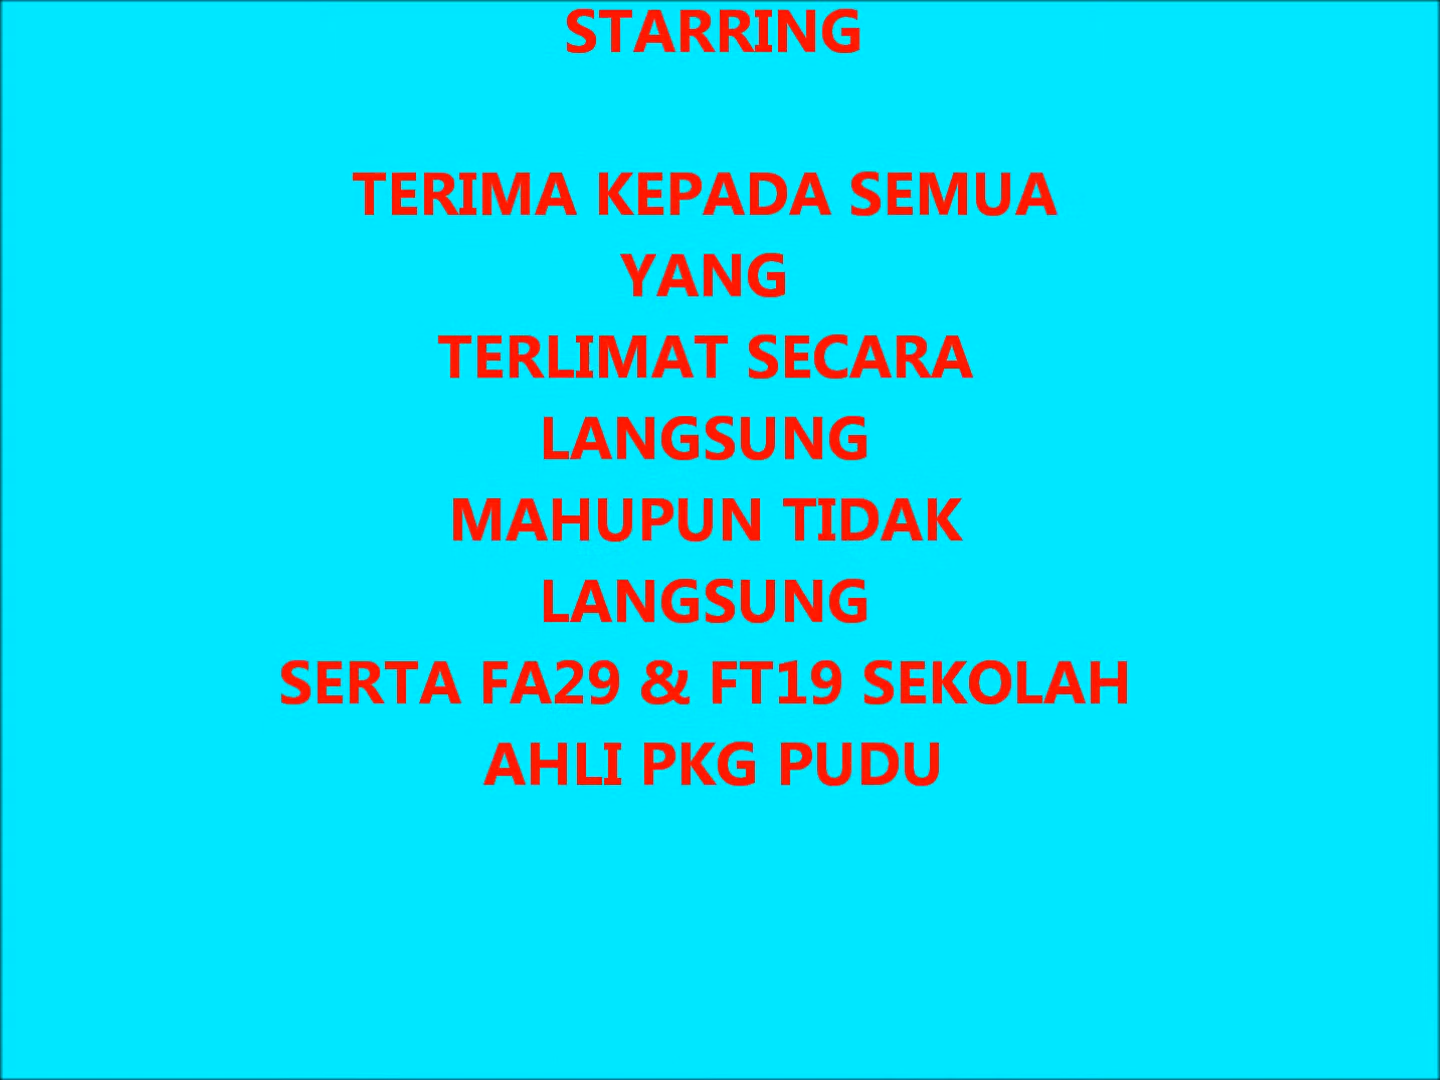 STARRING
TERIMA KEPADA SEMUA
YANG
TERLIMAT SECARA
LANGSUNG
MAHUPUN TIDAK
LANGSUNG
SERTA FA29 & FT19 SEKOLAH
AHLI PKG PUDU